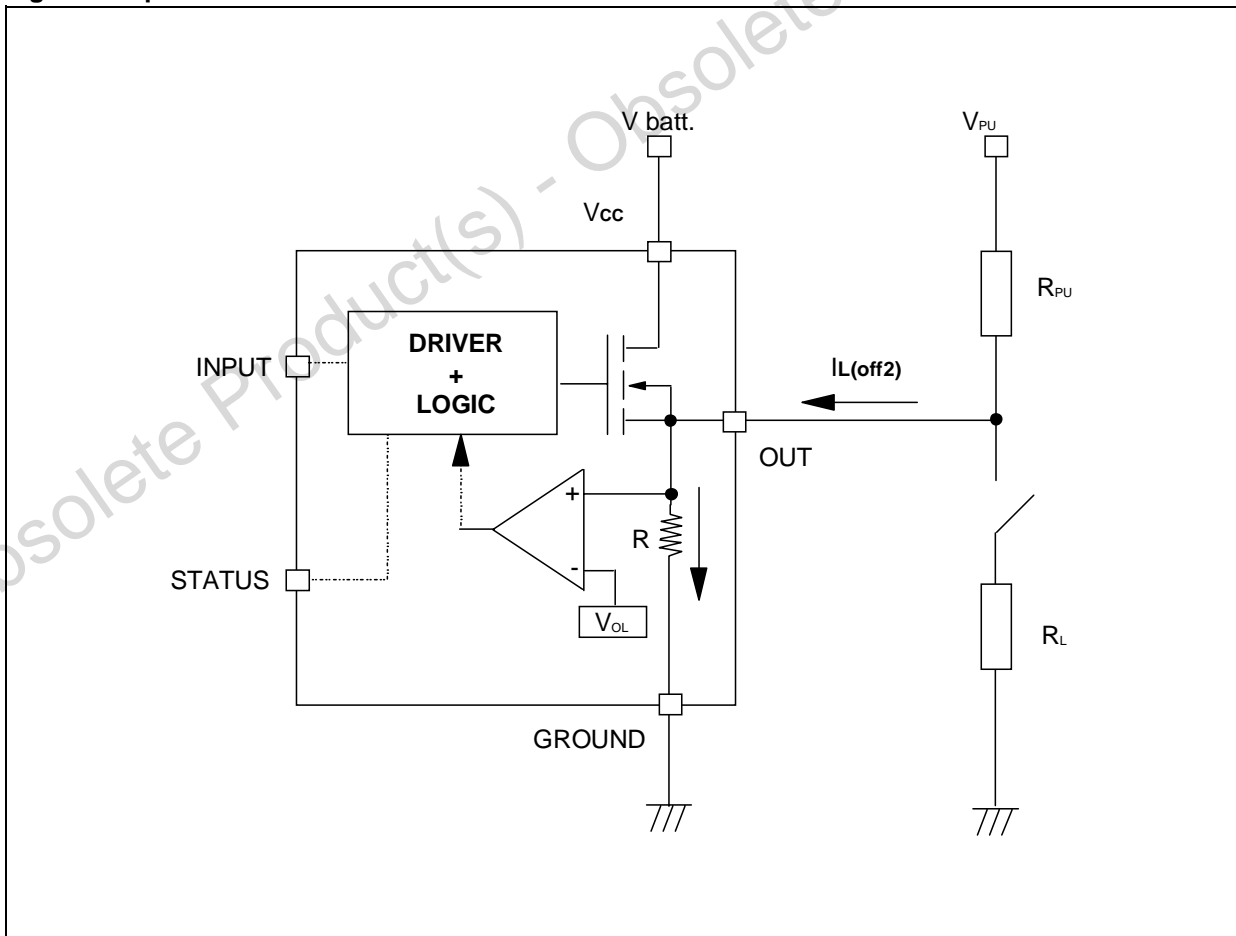 Obsolete Product(s) - Obsolete
V batt.
VPU
Vcc
RPU
DRIVER
+
LOGIC
INPUT
IL(off2)
OUT
+
R
-
VOL
STATUS
RL
GROUND